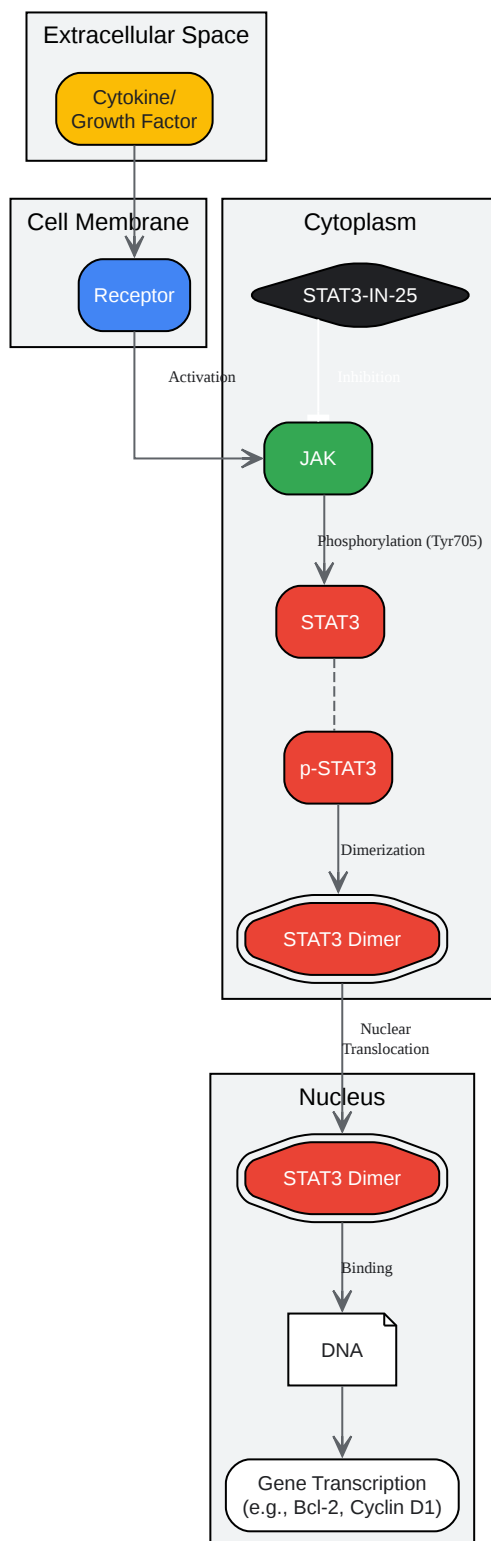 Extracellular Space
Cytokine/
Growth Factor
Cell Membrane
Receptor
Cytoplasm
STAT3-IN-25
Activation
Inhibition
JAK
Phosphorylation (Tyr705)
STAT3
p-STAT3
Dimerization
STAT3 Dimer
Nuclear
Translocation
Nucleus
STAT3 Dimer
Binding
DNA
Gene Transcription
(e.g., Bcl-2, Cyclin D1)